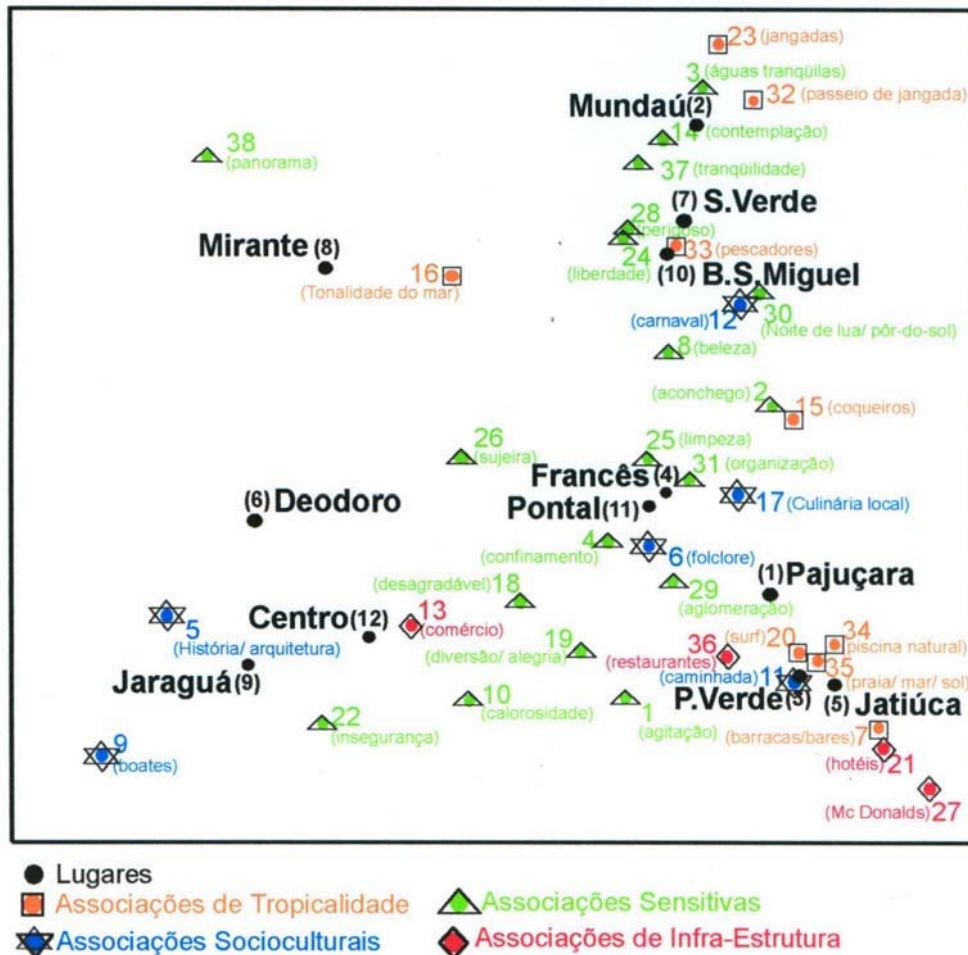 23 (jangadas)
3 (águas tranqüilas)
32 (passeio de jangada)
Mundaú(2)
14 (contemplação)
38
(panorama)
37 (tranqüilidade)
(7) S.Verde
28
(perigoso)
Mirante (8)
33 (pescadores)
24
(liberdade)
16
(Tonalidade do mar)
(10) B.S.Miguel
(carnaval)12
30
(Noite de lua/ pôr-do-sol)
8 (beleza)
(aconchego) 2
15 (coqueiros)
26
(sujeira)
25 (limpeza)
31 (organização)
Francês(4)
(6) Deodoro
Pontal(11)
17 (Culinária local)
4
(confinamento)
6 (folclore)
(desagradável) 18
29
(aglomeração)
(1)Pajuçara
5
(História/ arquitetura)
Centro(12)
13
(comércio)
19
(diversão/ alegria)
36
(restaurantes)
(surf) 20
34
(piscina natural)
Jaraguá(9)
(caminhada) 11
35
(praia/ mar/ sol)
P.Verde(3)
(5) Jatiúca
22
(insegurança)
10
(calorosidade)
1
(agitação)
(barracas/bares) 7
9
(boates)
(hotéis) 21
(Mc Donalds) 27
Lugares
Associações de Tropicalidade
Associações Sensitivas
Associações Socioculturais
Associações de Infra-Estrutura